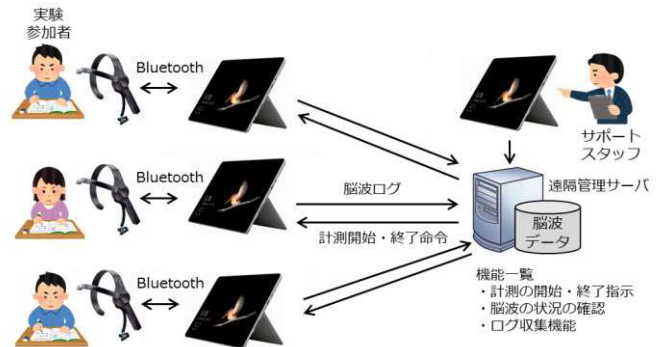 実験
参加者
Bluetooth
サポート
スタッフ
Bluetooth
脳波ログ
遠隔管理サーバ
脳波
データ
計測開始・終了命令
Bluetooth
機能一覧
・計測の開始・終了指示
・脳波の状況の確認
・ログ収集機能